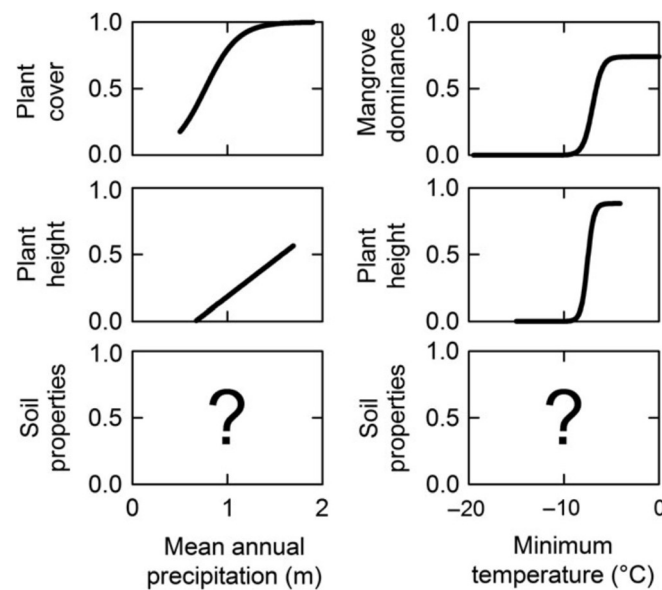 Plant
cover
1.0
0.5
0.0
Mangrove
dominance
1.0
0.5
0.0
Plant
height
1.0
0.5
0.0
Plant
height
1.0
0.5
0.0
Soil
properties
1.0
0.5
0.0
?
0
1
2
Mean annual
precipitation (m)
Soil
properties
1.0
0.5
0.0
?
−20
−10
0
Minimum
temperature (°C)